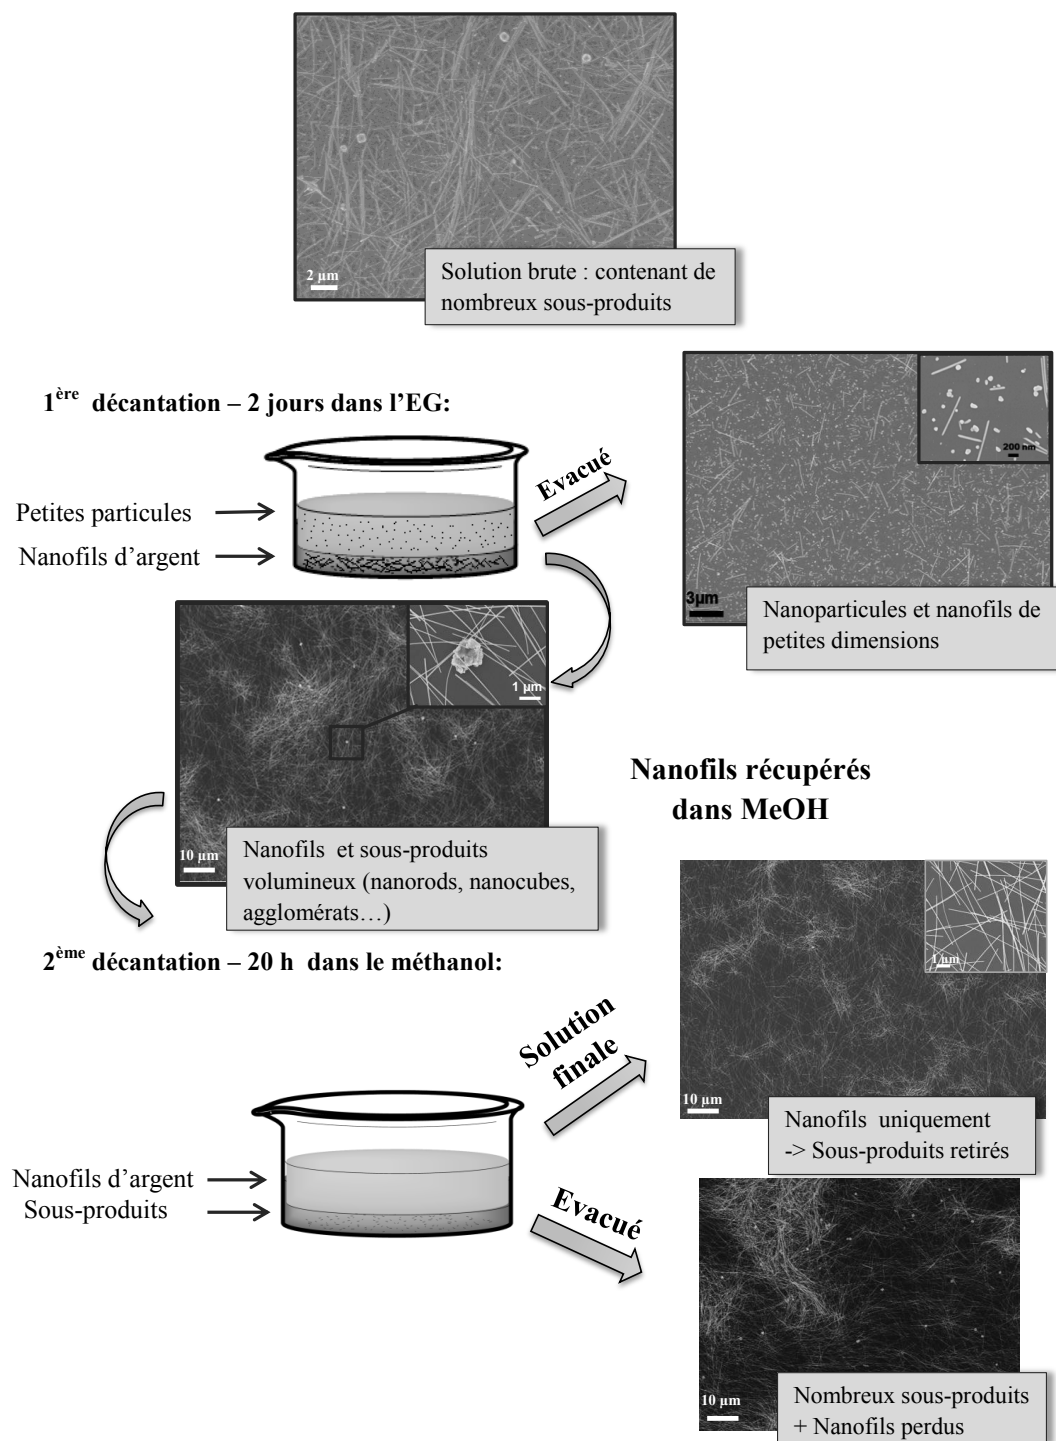 2 µm
Solution brute : contenant de
nombreux sous-produits
1ère décantation – 2 jours dans l’EG:
Evacué
200 nm
Petites particules
Nanofils d’argent
3µm
Nanoparticules et nanofils de
petites dimensions
1 µm
10 µm
Nanofils et sous-produits
volumineux (nanorods, nanocubes,
agglomérats…)
Nanofils récupérés
dans MeOH
2ème décantation – 20 h dans le méthanol:
Solution
finale
1 µm
10 µm
Nanofils uniquement
-> Sous-produits retirés
Nanofils d’argent
Sous-produits
Evacué
10 µm
Nombreux sous-produits
+ Nanofils perdus